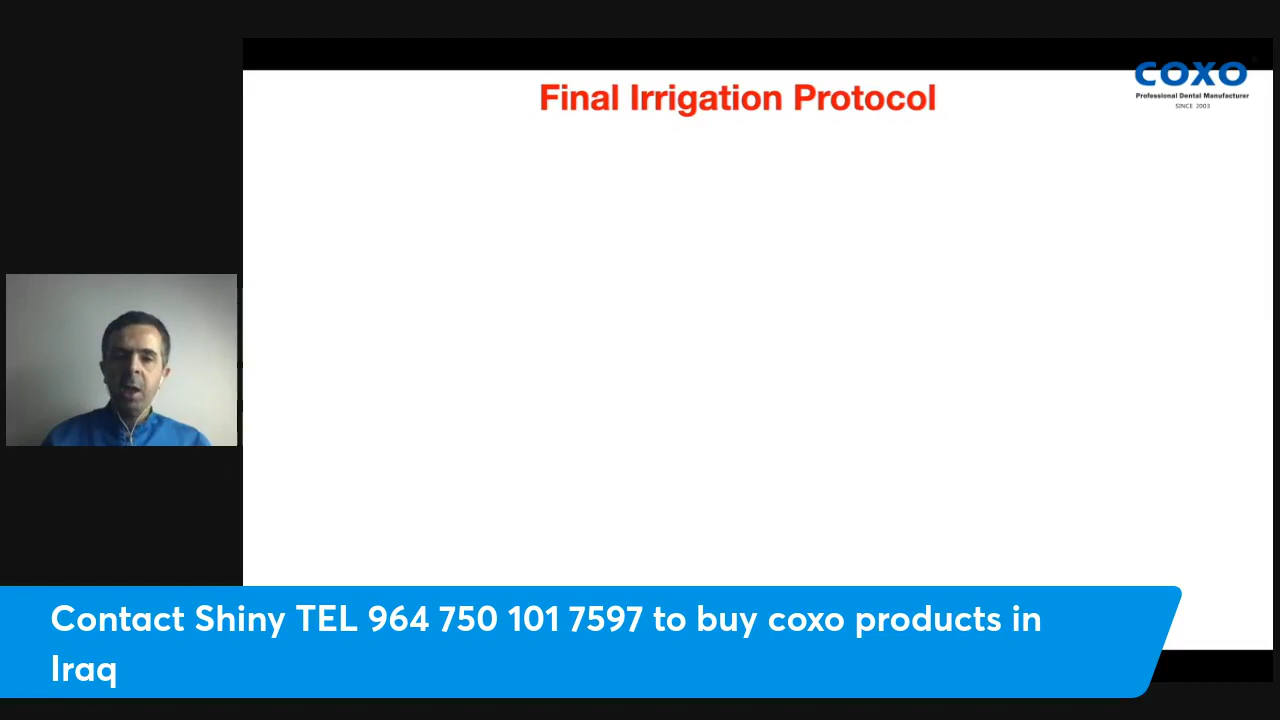 Final Irrigation Protocol
COXO
Professional Dental Manufacturer
SINCE 2003
Contact Shiny TEL 964 750 101 7597 to buy coxo products in
Iraq